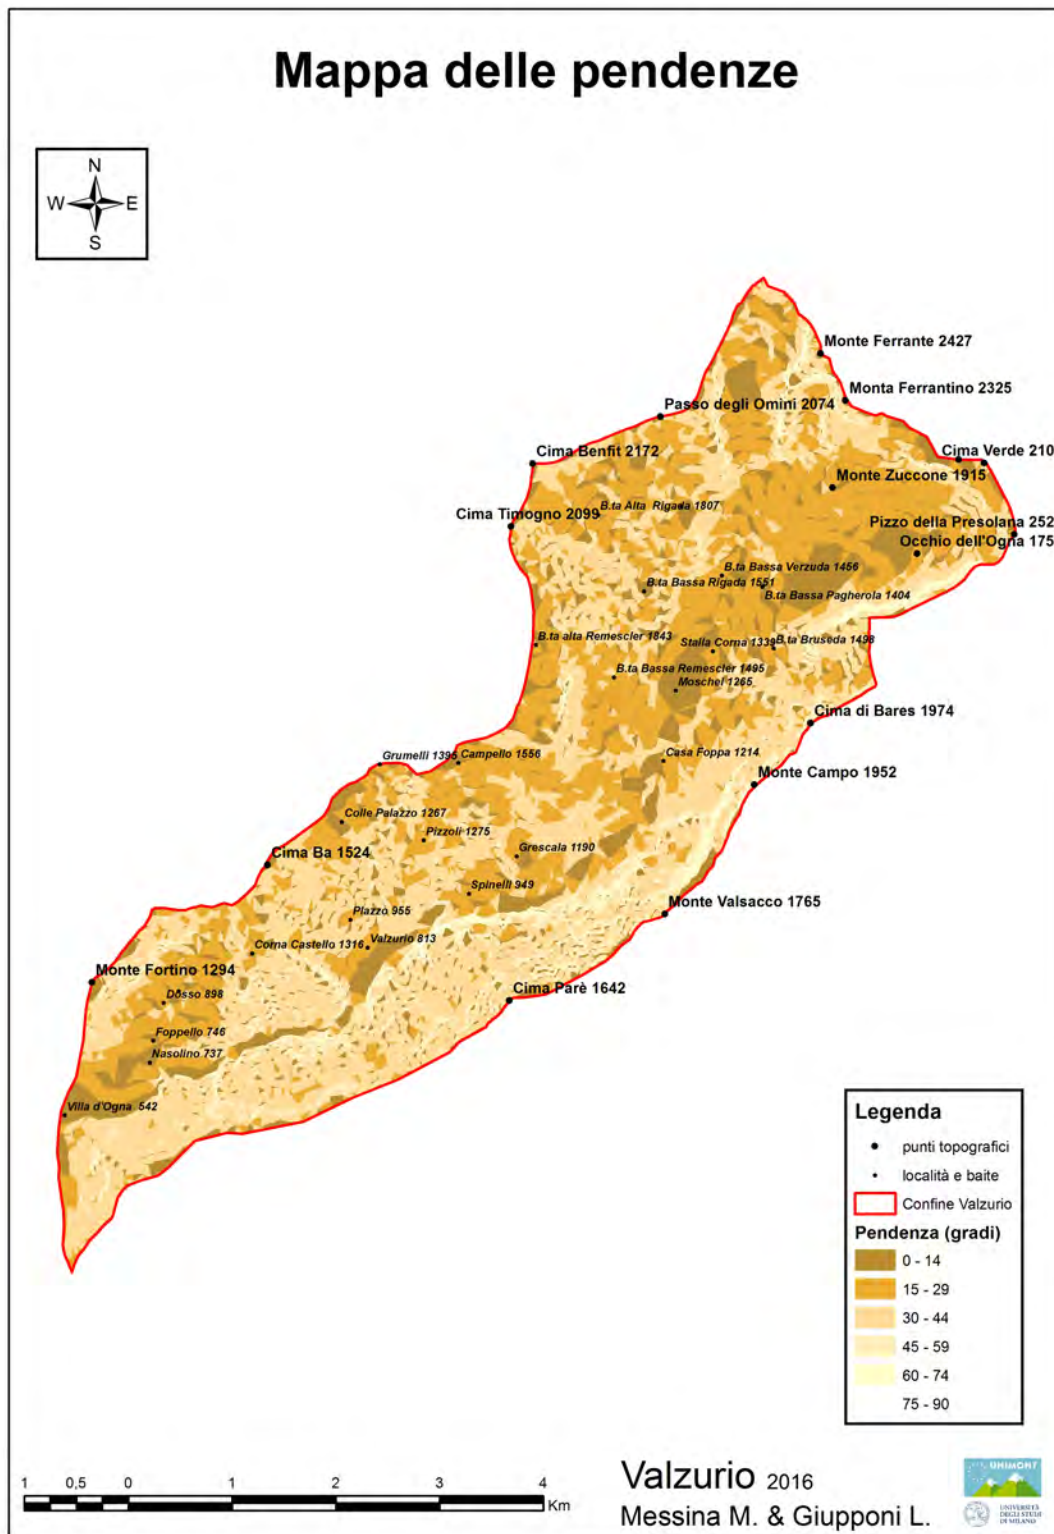 Mappa delle pendenze
N
W E
S
Monte Ferrante 2427
Monta Ferrantino 2325
Passo degli Omini 2074
Cima Benfit 2172
Cima Verde 210
Monte Zuccone 1915
B.ta Alta Rigada 1807
Cima Timogno 2099
Pizzo della Presolana 252
Occhio dell'Ogna 175
B.ta Bassa Verzuda 1456
B.ta Bassa Rigada 1551
B.ta Bassa Pagherola 1404
B.ta alta Remescler 1843
Stalla Corna 1339
B.ta Bruseda 1498
B.ta Bassa Remescler 1495
Moschel 1265
Cima di Bares 1974
Grumelli 1395
Campello 1556
Casa Foppa 1214
Monte Campo 1952
Colle Palazzo 1267
Pizzoli 1275
Cima Ba 1524
Grescala 1190
Spinelli 949
Monte Valsacco 1765
Plazzo 955
Corna Castello 1316
Valzurio 813
Monte Fortino 1294
Cima Parè 1642
Dosso 898
Foppello 746
Nasolino 737
Villa d'Ogna 542
Legenda
punti topografici
località e baite
Confine Valzurio
Pendenza (gradi)
0 - 14
15 - 29
30 - 44
45 - 59
60 - 74
75 - 90
1 0,5 0 1 2 3 4
Km
Valzurio 2016
Messina M. & Giupponi L.
UNIMONT
UNIVERSITÀ
DEGLI STUDI
DI MILANO